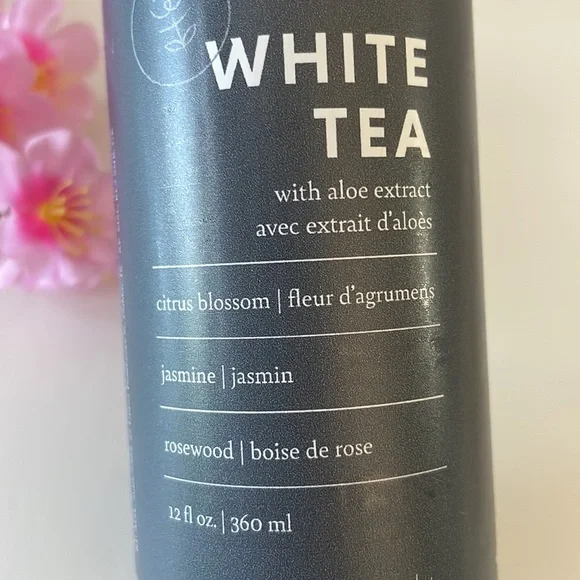 WHITE
TEA
with aloe extract
avec extrait d'aloès
citrus blossom | fleur d'agrumens
jasmine | jasmin
rosewood | boise de rose
12 fl oz. | 360 ml